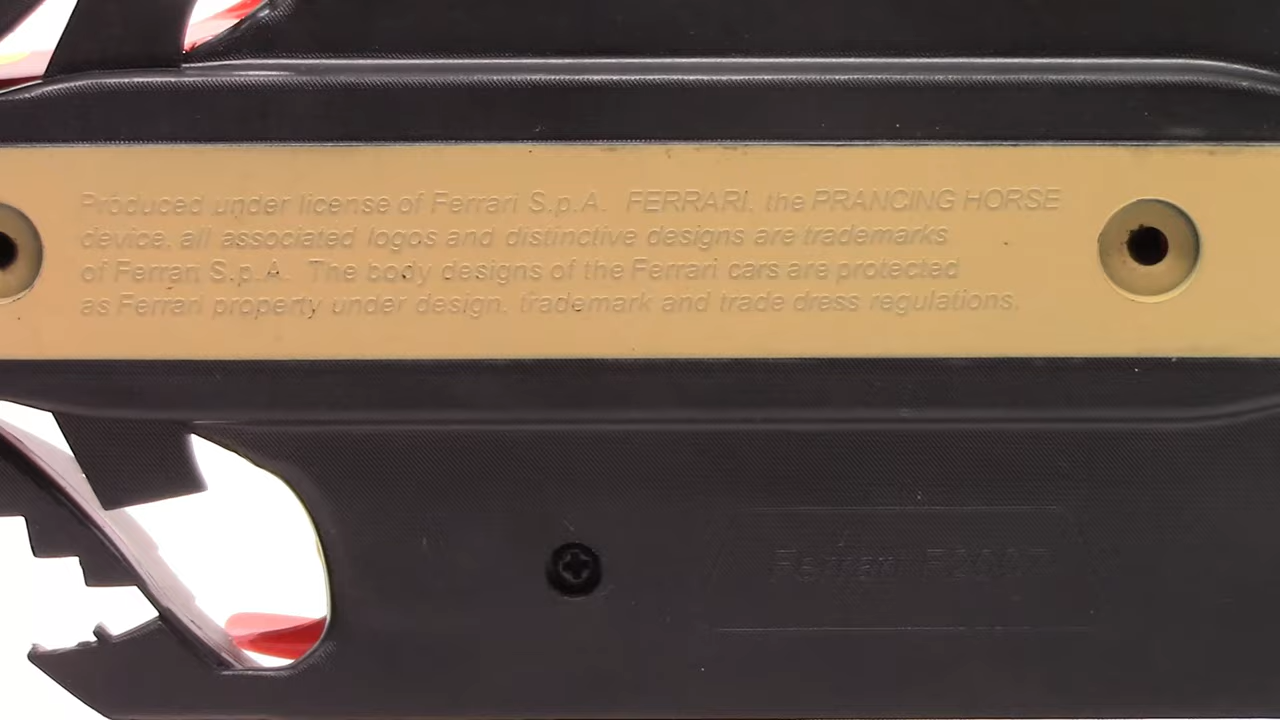 Produced under license of Ferrari S.p.A. FERRARI, the PRANCING HORSE
device, all associated logos and distinctive designs are trademarks
of Ferrari S.p.A. The body designs of the Ferrari cars are protected
as Ferrari property under design, trademark and trade dress regulations.
Ferrari F2007